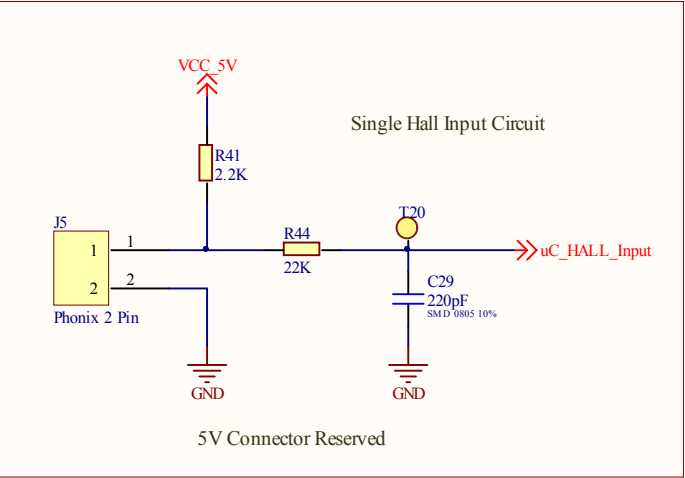 VCC_5V
Single Hall Input Circuit
R41
2.2K
J5
1 1
2 2
Phonix 2 Pin
R44
22K
T20
uC_HALL_Input
C29
220pF
SMD 0805 10%
GND
GND
5V Connector Reserved